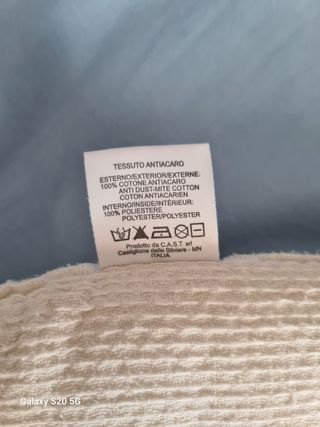 TESSUTO ANTIACARO
ESTERNO/EXTERIOR/EXTERNE:
100% COTONE ANTIACARO
ANTI DUST-MITE COTTON
COTON ANTIACARIEN
INTERNO/INSIDE/INTÉRIEUR:
100% POLIESTERE
POLYESTER/POLYESTER
Prodotto da C.A.S.T srl
Castiglione delle Stiviere - MN
ITALIA
Galaxy S20 5G